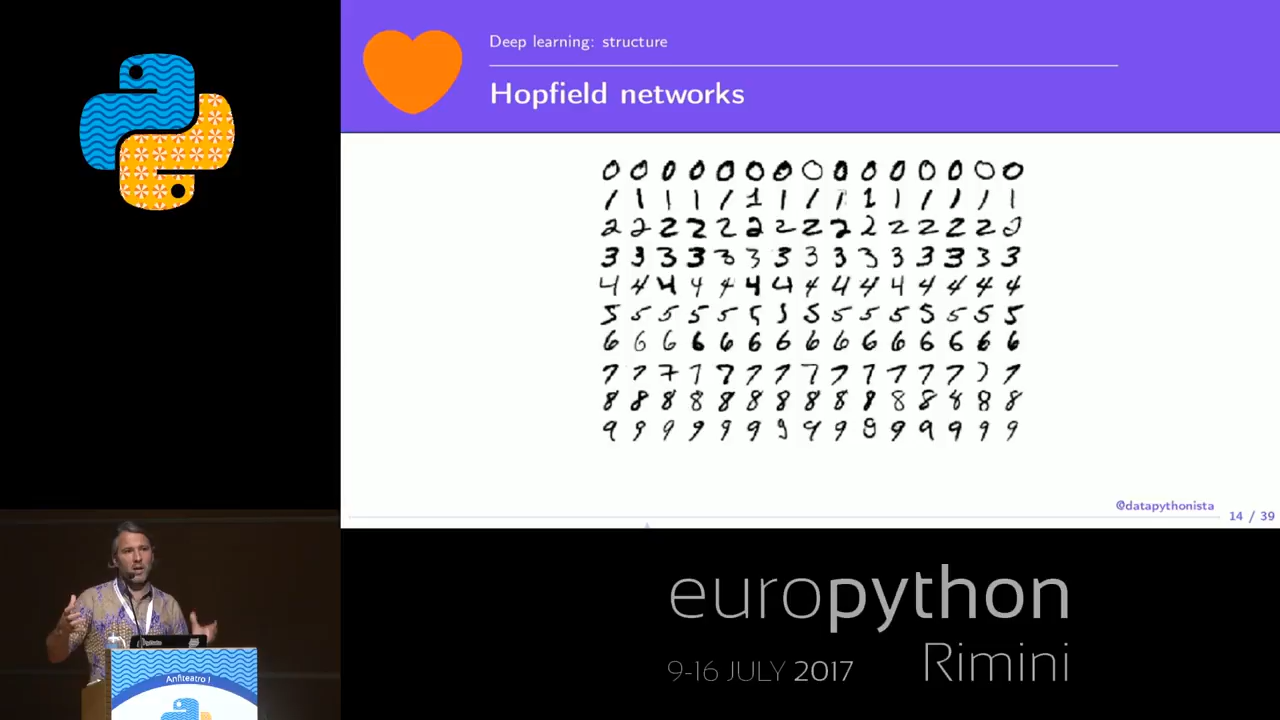 Deep learning: structure
Hopfield networks
0 0 0 0 0 0 0 0 0 0 0 0 0 0 0
1 1 1 1 1 1 1 1 1 1 1 1 1 1 1
2 2 2 2 2 2 2 2 2 2 2 2 2 2 2
3 3 3 3 3 3 3 3 3 3 3 3 3 3 3
4 4 4 4 4 4 4 4 4 4 4 4 4 4 4
5 5 5 5 5 5 5 5 5 5 5 5 5 5 5
6 6 6 6 6 6 6 6 6 6 6 6 6 6 6
7 7 7 7 7 7 7 7 7 7 7 7 7 7 7
8 8 8 8 8 8 8 8 8 8 8 8 8 8 8
9 9 9 9 9 9 9 9 9 9 9 9 9 9 9
@datapythonista
14 / 39
Anfiteatro 1
europython
9-16 JULY 2017
Rimini